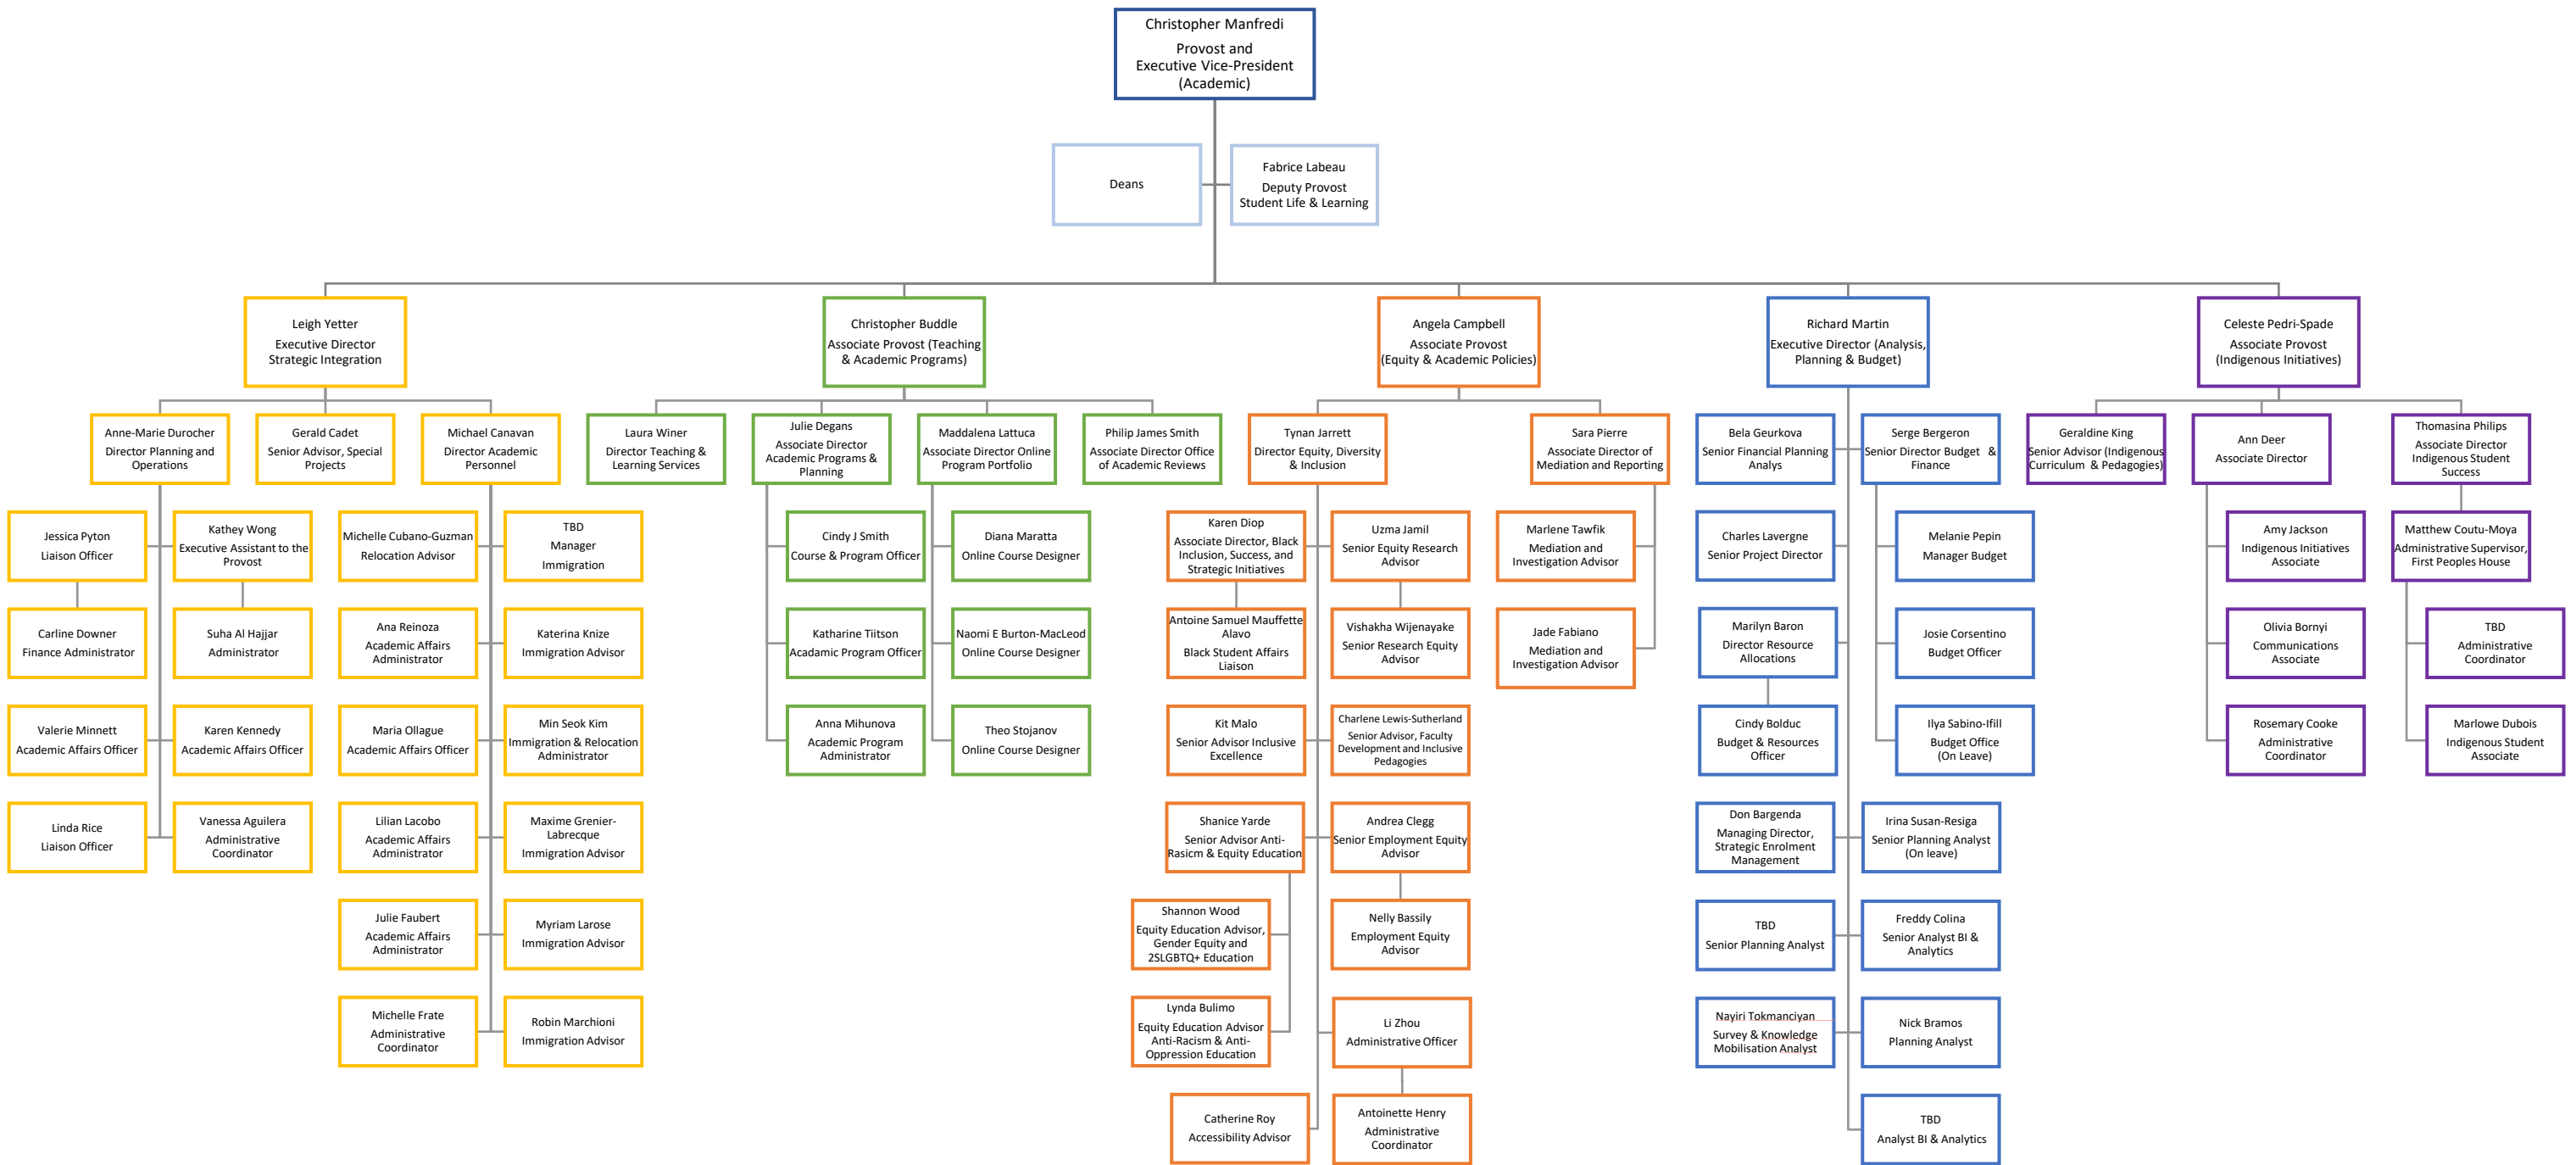 Christopher Manfredi
Provost and
Executive Vice-President
(Academic)
Deans
Fabrice Labeau
Deputy Provost
Student Life & Learning
Leigh Yetter
Executive Director
Strategic Integration
Christopher Buddle
Associate Provost (Teaching
& Academic Programs)
Angela Campbell
Associate Provost
(Equity & Academic Policies)
Richard Martin
Executive Director (Analysis,
Planning & Budget)
Celeste Pedri-Spade
Associate Provost
(Indigenous Initiatives)
Anne-Marie Durocher
Director Planning and
Operations
Gerald Cadet
Senior Advisor, Special
Projects
Michael Canavan
Director Academic
Personnel
Laura Winer
Director Teaching &
Learning Services
Julie Degans
Associate Director
Academic Programs &
Planning
Maddalena Lattuca
Associate Director Online
Program Portfolio
Philip James Smith
Associate Director Office
of Academic Reviews
Tynan Jarrett
Director Equity, Diversity
& Inclusion
Sara Pierre
Associate Director of
Mediation and Reporting
Bela Geurkova
Senior Financial Planning
Analys
Serge Bergeron
Senior Director Budget &
Finance
Geraldine King
Senior Advisor (Indigenous
Curriculum & Pedagogies)
Ann Deer
Associate Director
Thomasina Philips
Associate Director
Indigenous Student
Success
Jessica Pyton
Liaison Officer
Kathey Wong
Executive Assistant to the
Provost
Michelle Cubano-Guzman
Relocation Advisor
TBD
Manager
Immigration
Cindy J Smith
Course & Program Officer
Diana Maratta
Online Course Designer
Karen Diop
Associate Director, Black
Inclusion, Success, and
Strategic Initiatives
Uzma Jamil
Senior Equity Research
Advisor
Marlene Tawfik
Mediation and
Investigation Advisor
Charles Lavergne
Senior Project Director
Melanie Pepin
Manager Budget
Amy Jackson
Indigenous Initiatives
Associate
Matthew Coutu-Moya
Administrative Supervisor,
First Peoples House
Carline Downer
Finance Administrator
Suha Al Hajjar
Administrator
Ana Reinoza
Academic Affairs
Administrator
Katerina Knize
Immigration Advisor
Katharine Tiitson
Acadamic Program Officer
Naomi E Burton-MacLeod
Online Course Designer
Antoine Samuel Mauffette
Alavo
Black Student Affairs
Liaison
Vishakha Wijenayake
Senior Research Equity
Advisor
Jade Fabiano
Mediation and
Investigation Advisor
Marilyn Baron
Director Resource
Allocations
Josie Corsentino
Budget Officer
Olivia Bornyi
Communications
Associate
TBD
Administrative
Coordinator
Valerie Minnett
Academic Affairs Officer
Karen Kennedy
Academic Affairs Officer
Maria Ollague
Academic Affairs Officer
Min Seok Kim
Immigration & Relocation
Administrator
Anna Mihunova
Academic Program
Administrator
Theo Stojanov
Online Course Designer
Kit Malo
Senior Advisor Inclusive
Excellence
Charlene Lewis-Sutherland
Senior Advisor, Faculty
Development and Inclusive
Pedagogies
Cindy Bolduc
Budget & Resources
Officer
Ilya Sabino-Ifill
Budget Office
(On Leave)
Rosemary Cooke
Administrative
Coordinator
Marlowe Dubois
Indigenous Student
Associate
Linda Rice
Liaison Officer
Vanessa Aguilera
Administrative
Coordinator
Lilian Lacobo
Academic Affairs
Administrator
Maxime Grenier-
Labrecque
Immigration Advisor
Shanice Yarde
Senior Advisor Anti-
Rasicm & Equity Education
Andrea Clegg
Senior Employment Equity
Advisor
Don Bargenda
Managing Director,
Strategic Enrolment
Management
Irina Susan-Resiga
Senior Planning Analyst
(On leave)
Julie Faubert
Academic Affairs
Administrator
Myriam Larose
Immigration Advisor
Shannon Wood
Equity Education Advisor,
Gender Equity and
2SLGBTQ+ Education
Nelly Bassily
Employment Equity
Advisor
TBD
Senior Planning Analyst
Freddy Colina
Senior Analyst BI &
Analytics
Michelle Frate
Administrative
Coordinator
Robin Marchioni
Immigration Advisor
Lynda Bulimo
Equity Education Advisor
Anti-Racism & Anti-
Oppression Education
Li Zhou
Administrative Officer
Nayiri Tokmanciyan
Survey & Knowledge
Mobilisation Analyst
Nick Bramos
Planning Analyst
Catherine Roy
Accessibility Advisor
Antoinette Henry
Administrative
Coordinator
TBD
Analyst BI & Analytics